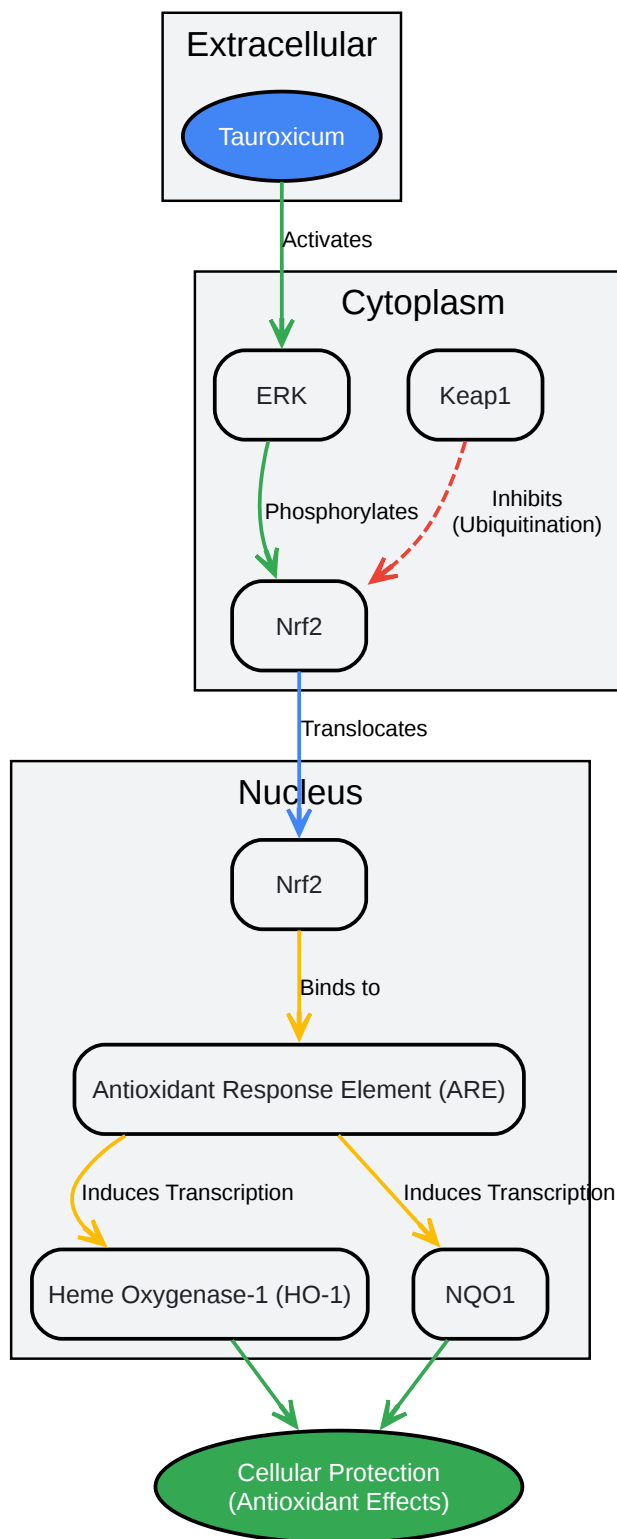 Extracellular
Tauroxicum
Activates
Cytoplasm
ERK
Keap1
Phosphorylates
Inhibits
(Ubiquitination)
Nrf2
Translocates
Nucleus
Nrf2
Binds to
Antioxidant Response Element (ARE)
Induces Transcription
Induces Transcription
Heme Oxygenase-1 (HO-1)
NQO1
Cellular Protection
(Antioxidant Effects)